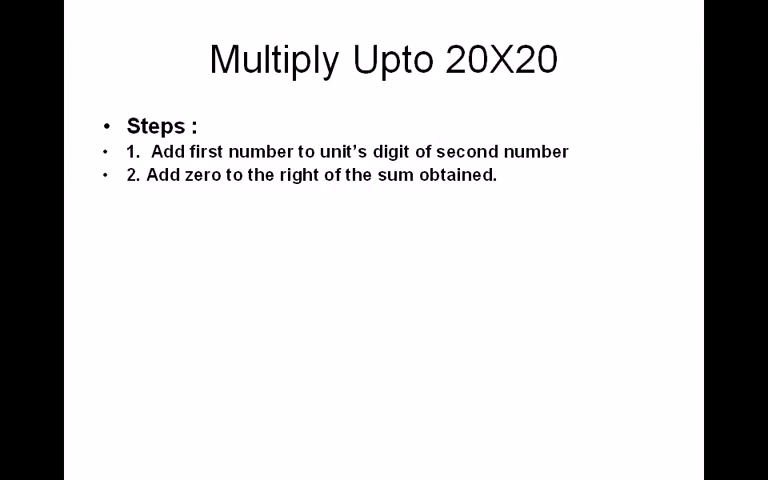 Multiply Upto 20X20
• Steps :
• 1.  Add first number to unit’s digit of second number
• 2. Add zero to the right of the sum obtained.